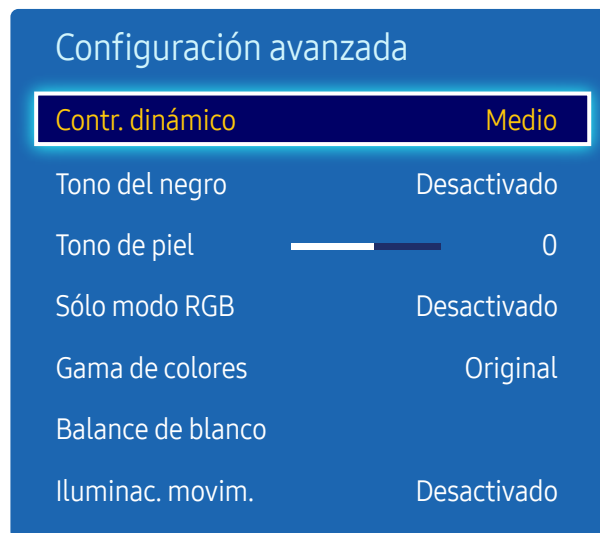 Configuración avanzada
Contr. dinámico Medio
Tono del negro Desactivado
Tono de piel 0
Sólo modo RGB Desactivado
Gama de colores Original
Balance de blanco
Iluminac. movim. Desactivado